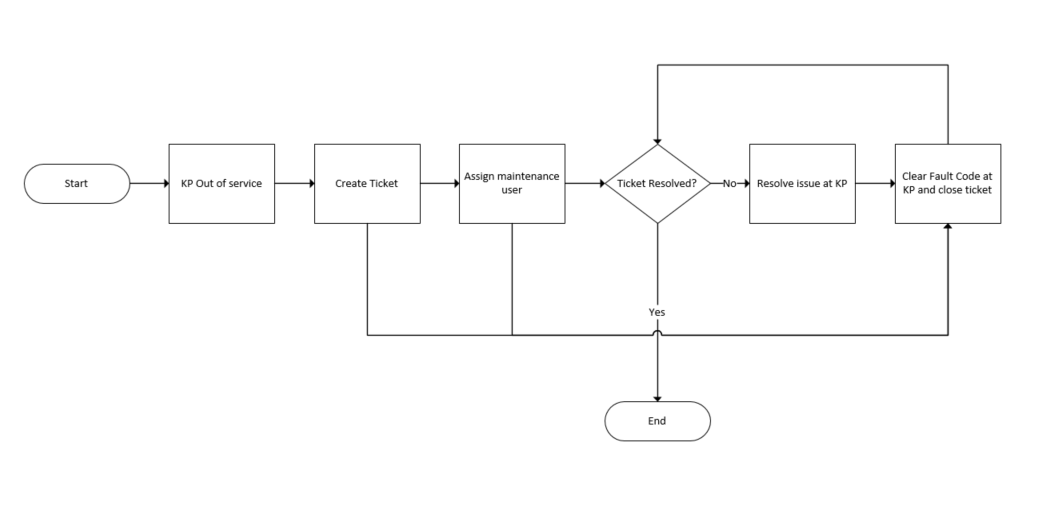 Start
KP Out of service
Create Ticket
Assign maintenance
user
Ticket Resolved?
No
Resolve issue at KP
Clear Fault Code at
KP and close ticket
Yes
End